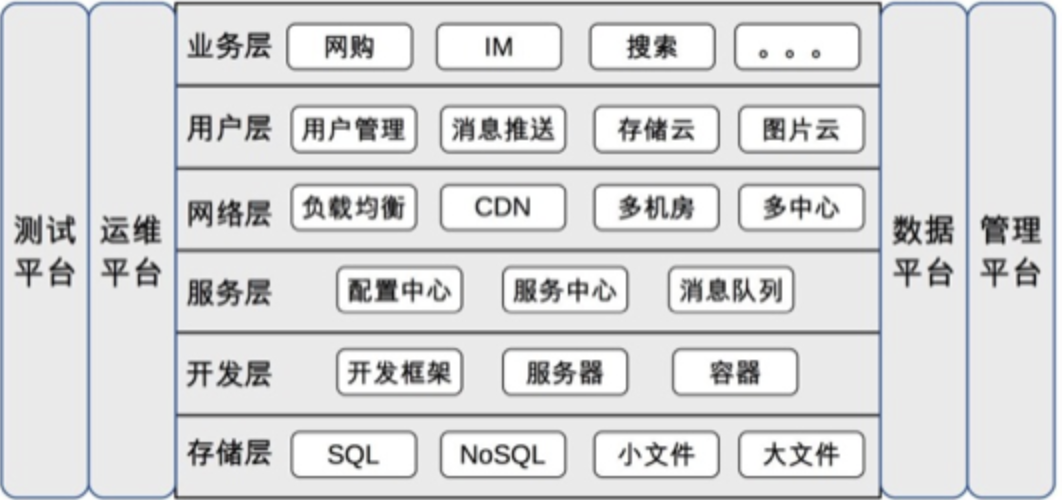 测试
平台
运维
平台
业务层 网购 IM 搜索 。。。
用户层 用户管理 消息推送 存储云 图片云
网络层 负载均衡 CDN 多机房 多中心
服务层 配置中心 服务中心 消息队列
开发层 开发框架 服务器 容器
存储层 SQL NoSQL 小文件 大文件
数据
平台
管理
平台